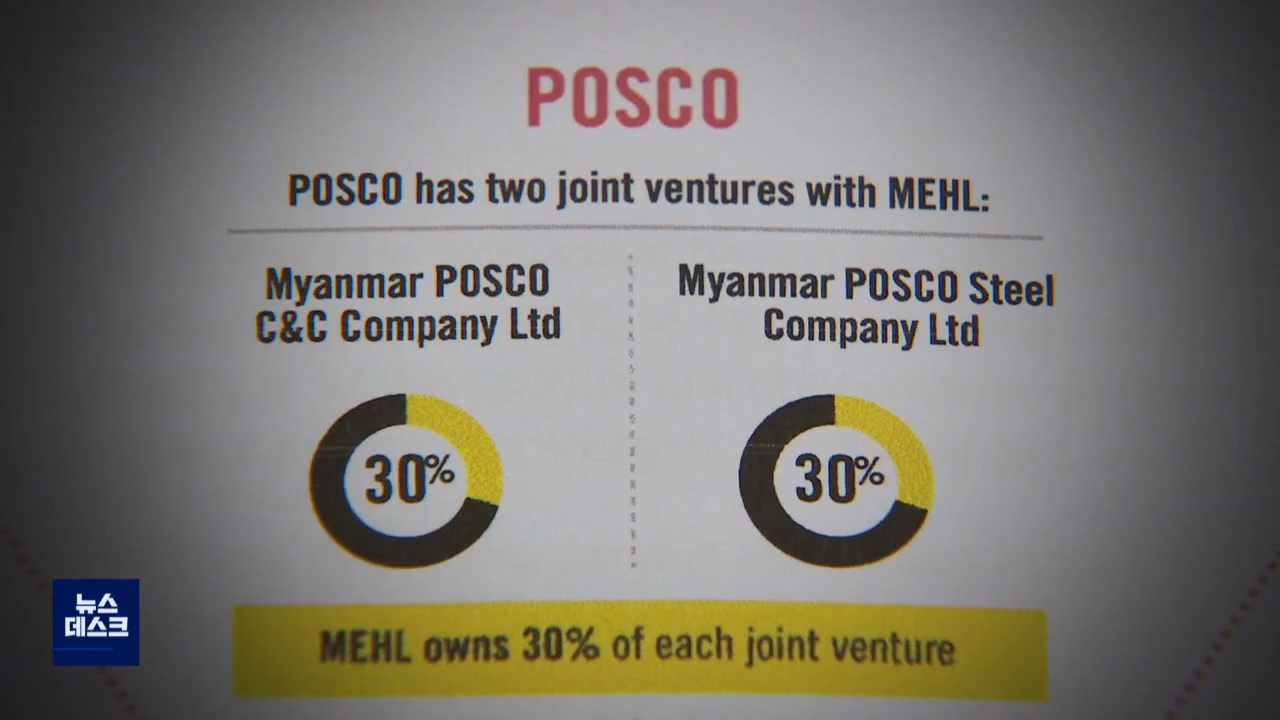 POSCO
POSCO has two joint ventures with MEHL:
Myanmar POSCO
C&C Company Ltd
Myanmar POSCO Steel
Company Ltd
30%
30%
MEHL owns 30% of each joint venture
뉴스
데스크